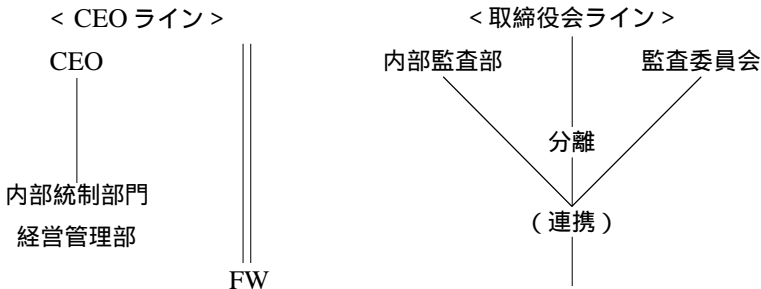 < CEO ライン >
< 取締役会ライン >
CEO
内部監査部
監査委員会
分離
内部統制部門
経営管理部
( 連携 )
FW